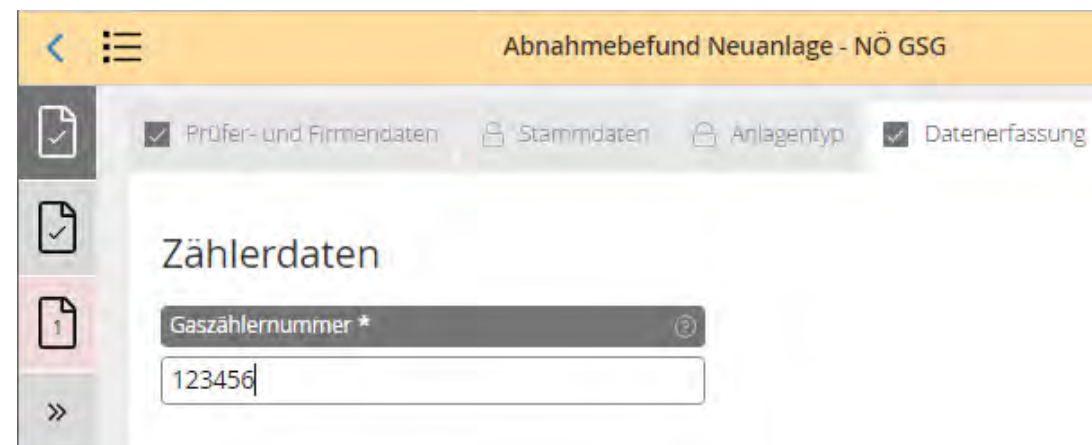 Abnahmebefund Neuanlage - NÖ GSG
Prüfer- und Firmendaten Stammdaten Anlagentyp Datenerfassung
Zählerdaten
Gaszählernummer * ?
123456
1